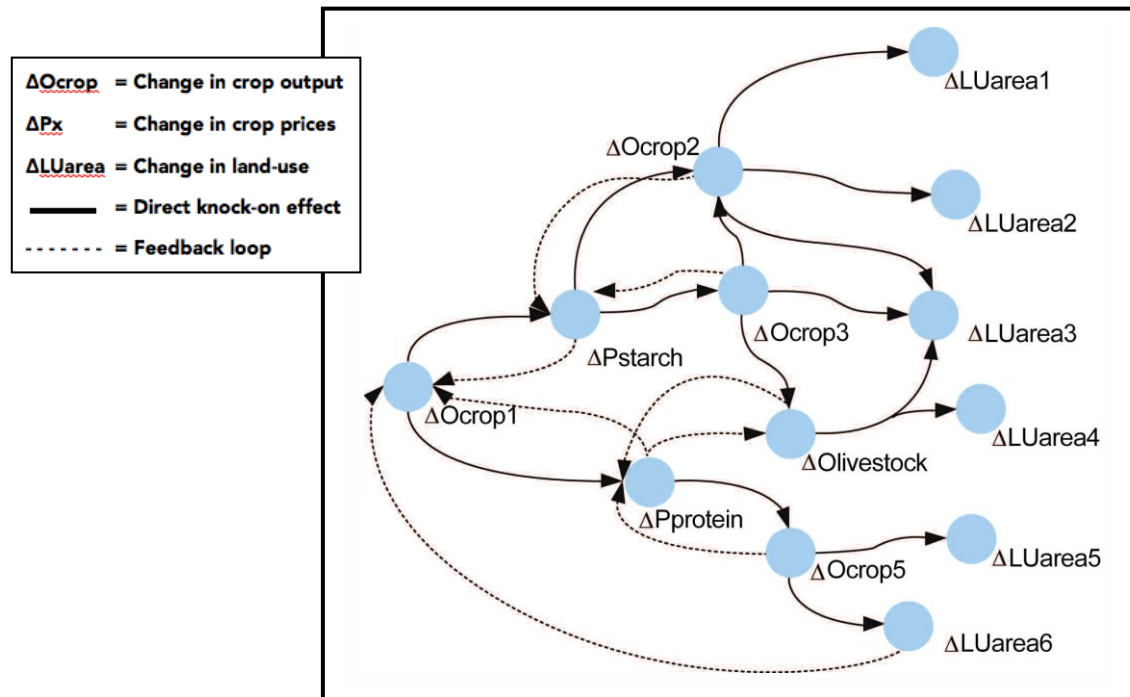 ΔOcrop = Change in crop output
ΔPx = Change in crop prices
ΔLUarea = Change in land-use
= Direct knock-on effect
= Feedback loop
ΔLUarea1
ΔOcrop2
ΔLUarea2
ΔOcrop3
ΔLUarea3
ΔPstarch
ΔOcrop1
ΔLUarea4
ΔOlivestock
ΔPprotein
ΔLUarea5
ΔOcrop5
ΔLUarea6